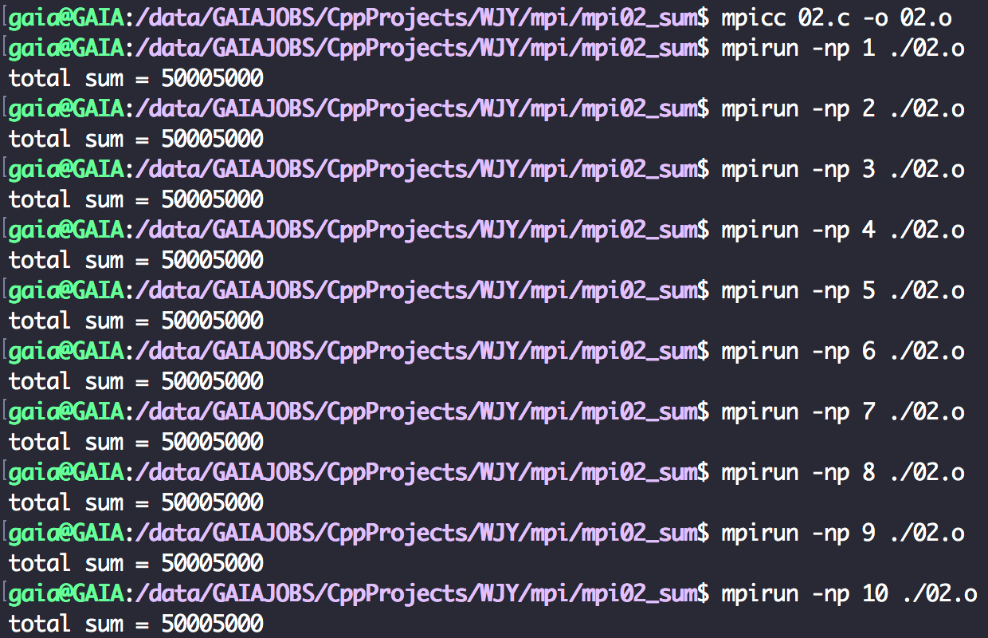 gaia@GAIA:/data/GAIAJOBS/CppProjects/WJY/mpi/mpi02_sum$ mpicc 02.c -o 02.o
[gaia@GAIA:/data/GAIAJOBS/CppProjects/WJY/mpi/mpi02_sum$ mpirun -np 1 ./02.o
total sum = 50005000
[gaia@GAIA:/data/GAIAJOBS/CppProjects/WJY/mpi/mpi02_sum$ mpirun -np 2 ./02.o
total sum = 50005000
[gaia@GAIA:/data/GAIAJOBS/CppProjects/WJY/mpi/mpi02_sum$ mpirun -np 3 ./02.o
total sum = 50005000
[gaia@GAIA:/data/GAIAJOBS/CppProjects/WJY/mpi/mpi02_sum$ mpirun -np 4 ./02.o
total sum = 50005000
[gaia@GAIA:/data/GAIAJOBS/CppProjects/WJY/mpi/mpi02_sum$ mpirun -np 5 ./02.o
total sum = 50005000
[gaia@GAIA:/data/GAIAJOBS/CppProjects/WJY/mpi/mpi02_sum$ mpirun -np 6 ./02.o
total sum = 50005000
[gaia@GAIA:/data/GAIAJOBS/CppProjects/WJY/mpi/mpi02_sum$ mpirun -np 7 ./02.o
total sum = 50005000
[gaia@GAIA:/data/GAIAJOBS/CppProjects/WJY/mpi/mpi02_sum$ mpirun -np 8 ./02.o
total sum = 50005000
[gaia@GAIA:/data/GAIAJOBS/CppProjects/WJY/mpi/mpi02_sum$ mpirun -np 9 ./02.o
total sum = 50005000
[gaia@GAIA:/data/GAIAJOBS/CppProjects/WJY/mpi/mpi02_sum$ mpirun -np 10 ./02.o
total sum = 50005000